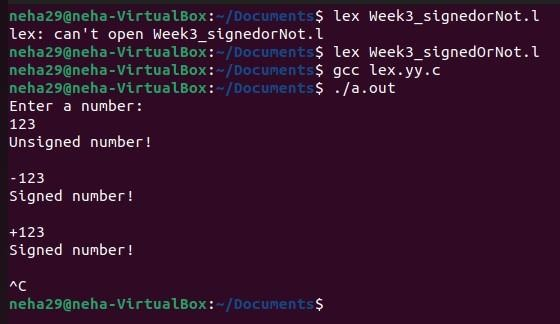 neha29@neha-VirtualBox:~/Documents$ lex Week3_signedorNot.l
lex: can't open Week3_signedorNot.l
neha29@neha-VirtualBox:~/Documents$ lex Week3_signedOrNot.l
neha29@neha-VirtualBox:~/Documents$ gcc lex.yy.c
neha29@neha-VirtualBox:~/Documents$ ./a.out
Enter a number:
123
Unsigned number!
-123
Signed number!
+123
Signed number!
^C
neha29@neha-VirtualBox:~/Documents$